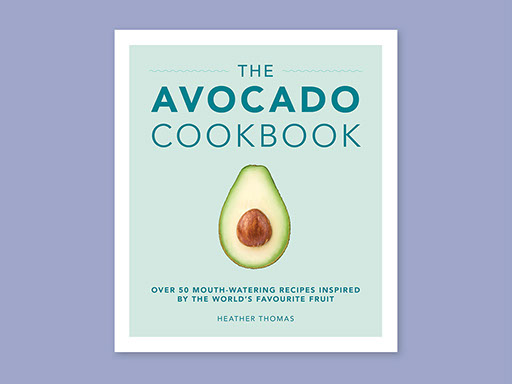 THE
AVOCADO
COOKBOOK
OVER 50 MOUTH-WATERING RECIPES INSPIRED
BY THE WORLD'S FAVOURITE FRUIT
HEATHER THOMAS